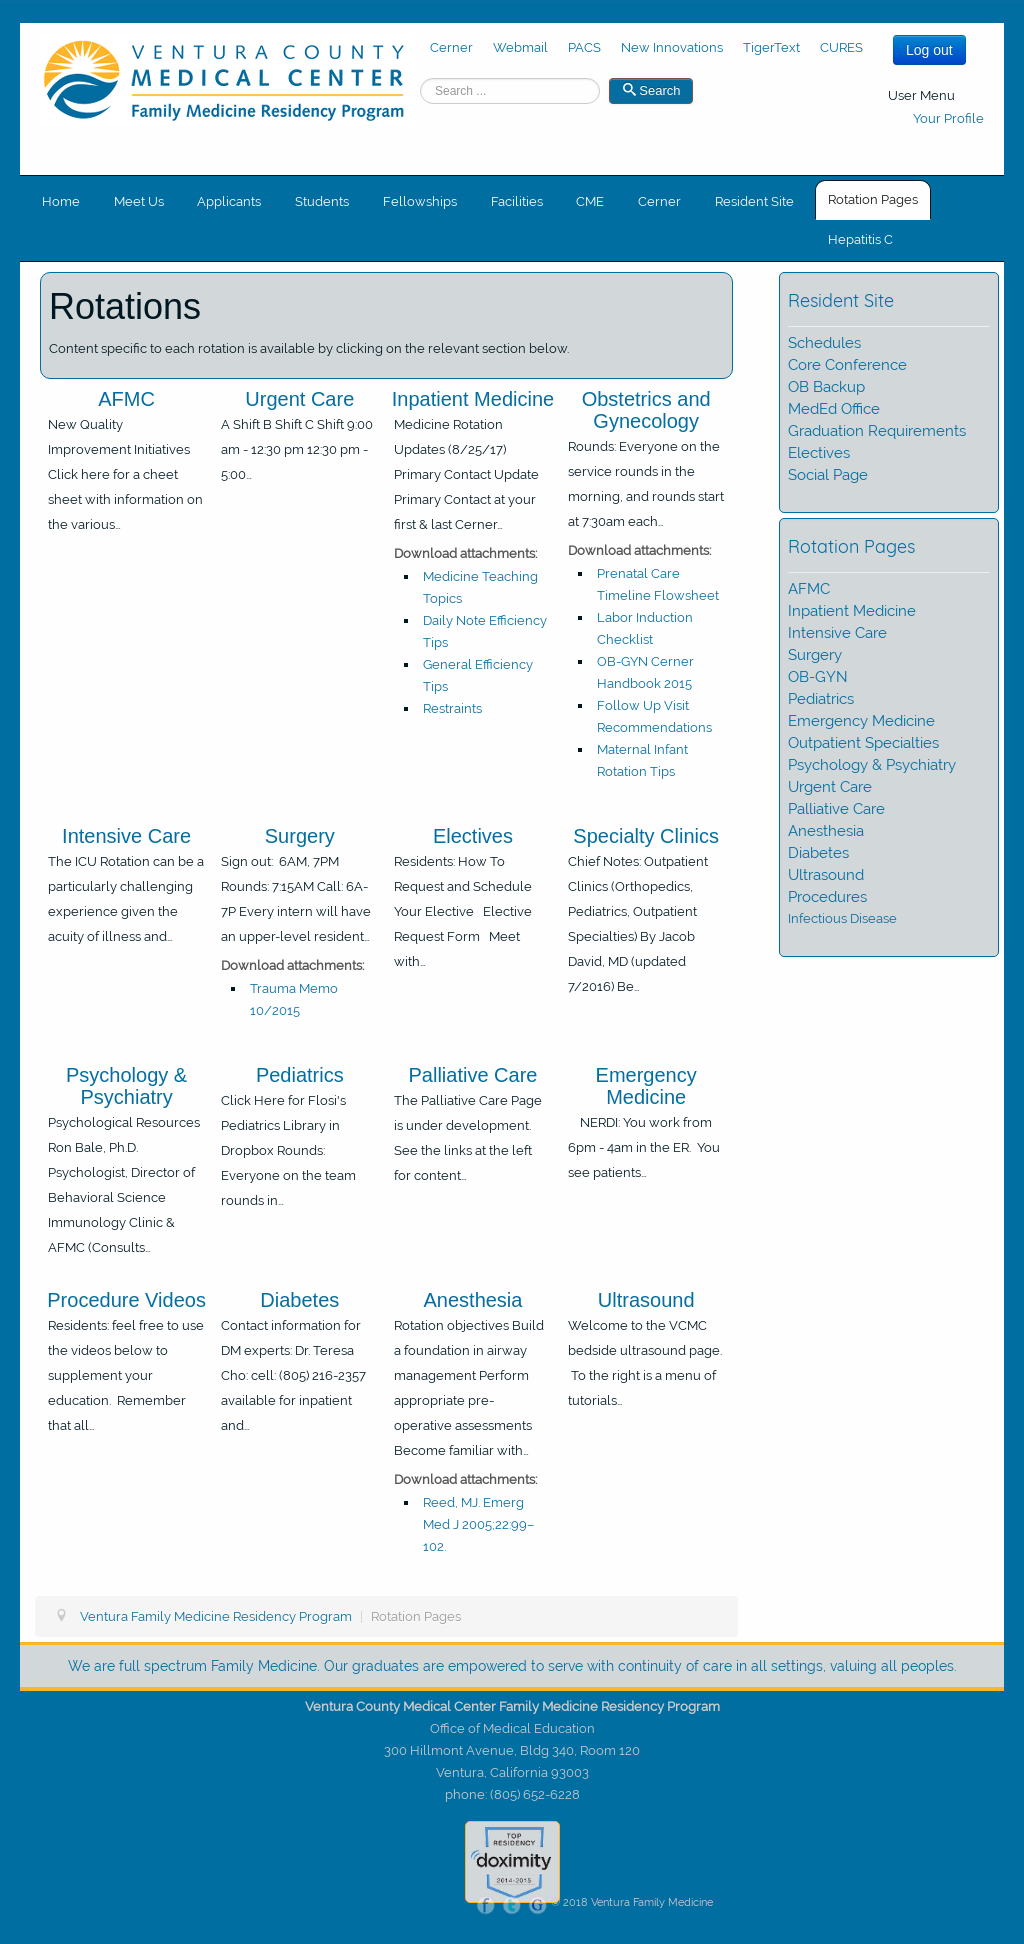 VENTURA COUNTY
MEDICAL CENTER
Family Medicine Residency Program
Cerner Webmail PACS New Innovations TigerText CURES
Log out
Search ...
Search
User Menu
Your Profile
Home Meet Us Applicants Students Fellowships Facilities CME Cerner Resident Site Rotation Pages
Hepatitis C
Rotations
Content specific to each rotation is available by clicking on the relevant section below.
AFMC
New Quality
Improvement Initiatives
Click here for a cheet
sheet with information on
the various...
Urgent Care
A Shift B Shift C Shift 9:00
am - 12:30 pm 12:30 pm -
5:00...
Inpatient Medicine
Medicine Rotation
Updates (8/25/17)
Primary Contact Update
Primary Contact at your
first & last Cerner...
Download attachments:
Medicine Teaching
Topics
Daily Note Efficiency
Tips
General Efficiency
Tips
Restraints
Obstetrics and
Gynecology
Rounds: Everyone on the
service rounds in the
morning, and rounds start
at 7:30am each...
Download attachments:
Prenatal Care
Timeline Flowsheet
Labor Induction
Checklist
OB-GYN Cerner
Handbook 2015
Follow Up Visit
Recommendations
Maternal Infant
Rotation Tips
Intensive Care
The ICU Rotation can be a
particularly challenging
experience given the
acuity of illness and...
Surgery
Sign out:  6AM, 7PM
Rounds: 7:15AM Call: 6A-
7P Every intern will have
an upper-level resident...
Download attachments:
Trauma Memo
10/2015
Electives
Residents: How To
Request and Schedule
Your Elective   Elective
Request Form   Meet
with...
Specialty Clinics
Chief Notes: Outpatient
Clinics (Orthopedics,
Pediatrics, Outpatient
Specialties) By Jacob
David, MD (updated
7/2016) Be...
Psychology &
Psychiatry
Psychological Resources
Ron Bale, Ph.D.
Psychologist, Director of
Behavioral Science
Immunology Clinic &
AFMC (Consults...
Pediatrics
Click Here for Flosi's
Pediatrics Library in
Dropbox Rounds:
Everyone on the team
rounds in...
Palliative Care
The Palliative Care Page
is under development.
See the links at the left
for content...
Emergency
Medicine
NERDI: You work from
6pm - 4am in the ER.  You
see patients...
Procedure Videos
Residents: feel free to use
the videos below to
supplement your
education.  Remember
that all...
Diabetes
Contact information for
DM experts: Dr. Teresa
Cho: cell: (805) 216-2357
available for inpatient
and...
Anesthesia
Rotation objectives Build
a foundation in airway
management Perform
appropriate pre-
operative assessments
Become familiar with...
Download attachments:
Reed, MJ. Emerg
Med J 2005;22:99–
102.
Ultrasound
Welcome to the VCMC
bedside ultrasound page.
To the right is a menu of
tutorials...
Resident Site
Schedules
Core Conference
OB Backup
MedEd Office
Graduation Requirements
Electives
Social Page
Rotation Pages
AFMC
Inpatient Medicine
Intensive Care
Surgery
OB-GYN
Pediatrics
Emergency Medicine
Outpatient Specialties
Psychology & Psychiatry
Urgent Care
Palliative Care
Anesthesia
Diabetes
Ultrasound
Procedures
Infectious Disease
Ventura Family Medicine Residency Program | Rotation Pages
We are full spectrum Family Medicine. Our graduates are empowered to serve with continuity of care in all settings, valuing all peoples.
Ventura County Medical Center Family Medicine Residency Program
Office of Medical Education
300 Hillmont Avenue, Bldg 340, Room 120
Ventura, California 93003
phone: (805) 652-6228
TOP
RESIDENCY
doximity
2014-2015
f t G © 2018 Ventura Family Medicine